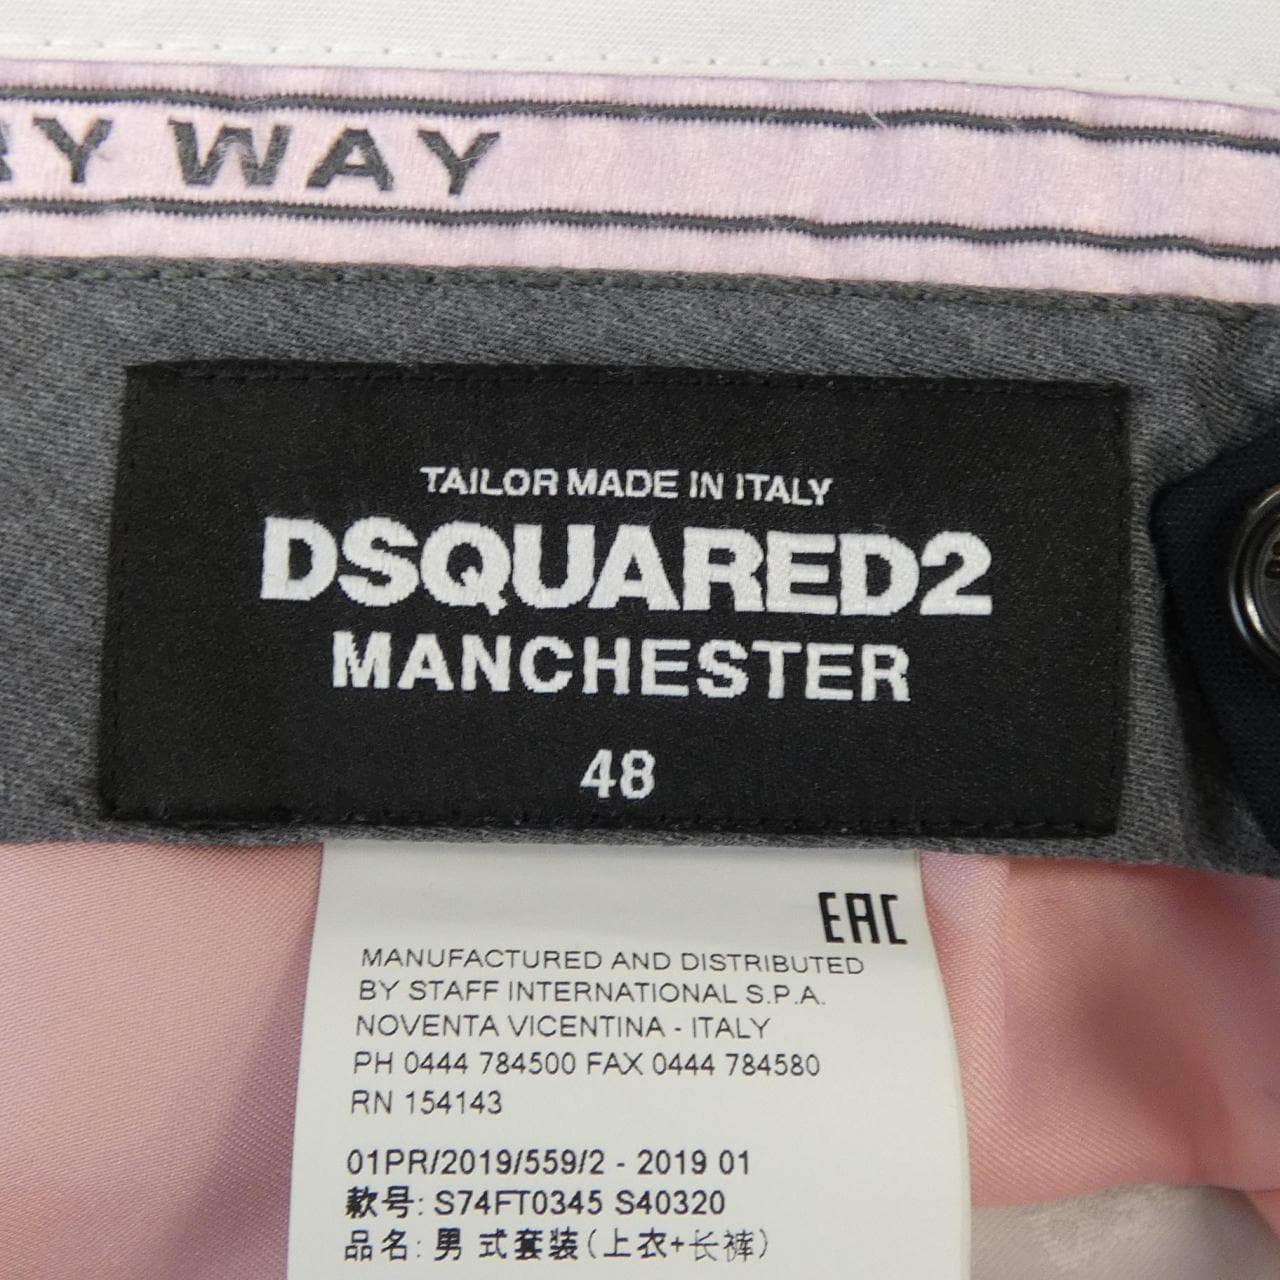 WAY
TAILOR MADE IN ITALY
DSQUARED2
MANCHESTER
48
EAC
MANUFACTURED AND DISTRIBUTED
BY STAFF INTERNATIONAL S.P.A.
NOVENTA VICENTINA - ITALY
PH 0444 784500 FAX 0444 784580
RN 154143
01PR/2019/559/2 - 2019 01
款号: S74FT0345 S40320
品名: 男 式套装(上衣+长裤)